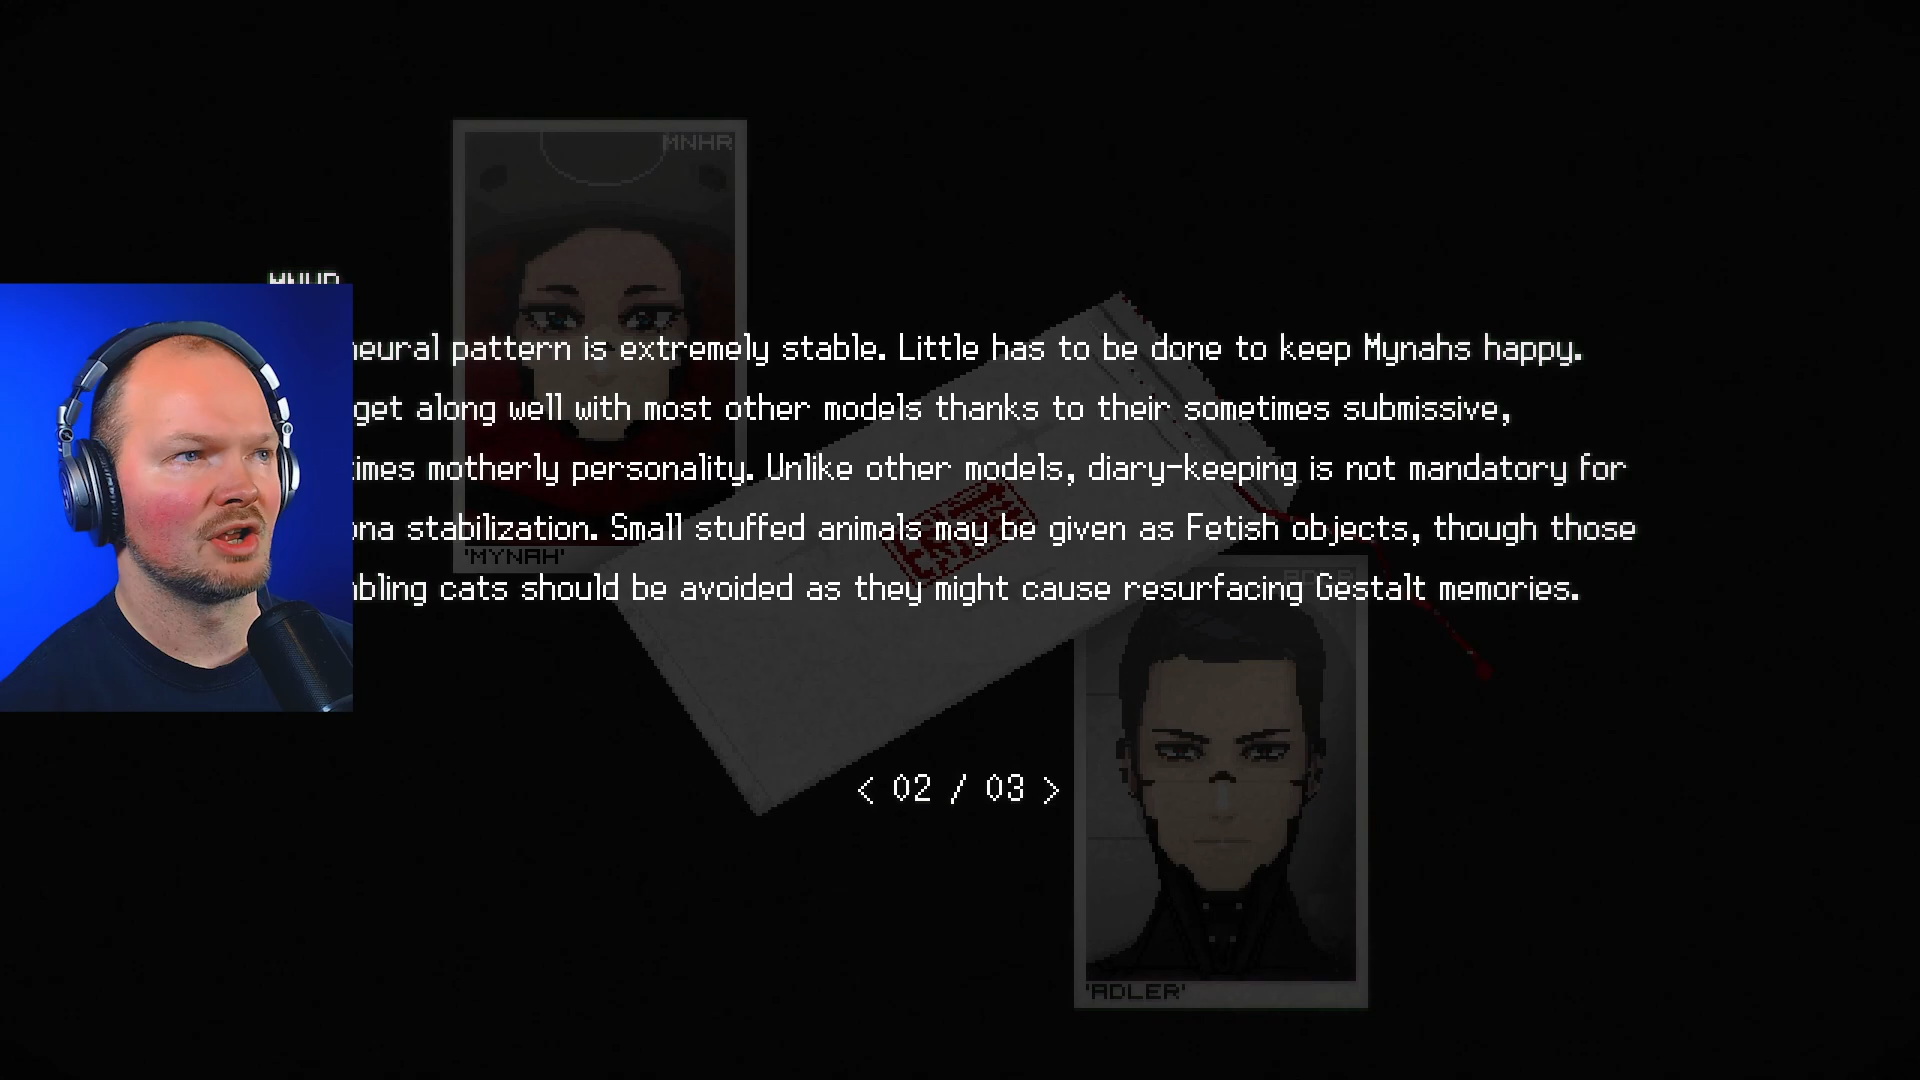 MNHR
MNHR
neural pattern is extremely stable. Little has to be done to keep Mynahs happy.
get along well with most other models thanks to their sometimes submissive,
times motherly personality. Unlike other models, diary-keeping is not mandatory for
ona stabilization. Small stuffed animals may be given as Fetish objects, though those
'MYNAH'
mbling cats should be avoided as they might cause resurfacing Gestalt memories.
< 02 / 03 >
'ADLER'